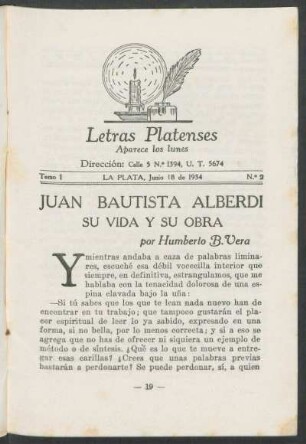 Letras Platenses
Aparece los lunes
Dirección: Calle 5 N.º 1394, U. T. 5674
Tomo I LA PLATA, Junio 18 de 1934 N.º 2
JUAN BAUTISTA ALBERDI
SU VIDA Y SU OBRA
por Humberto B. Vera
Y mientras andaba a caza de palabras limina-
res, escuché esa débil vocecilla interior que
siempre, en definitiva, estrangulamos, que me
hablaba con la tenacidad dolorosa de una es-
pina clavada bajo la uña:
—Si tú sabes que los que te lean nada nuevo han de
encontrar en tu trabajo; que tampoco gustarán el pla-
cer espiritual de leer lo ya sabido, expresado en una
forma, si no bella, por lo menos correcta; y si a eso se
agrega que no has de ofrecer ni siquiera un ejemplo de
método o de síntesis. ¿Qué es lo que te mueve a entre-
gar esas carillas? ¿Crees que unas palabras previas
bastarán a perdonarte? Se puede perdonar, sí, a quien
— 19 —